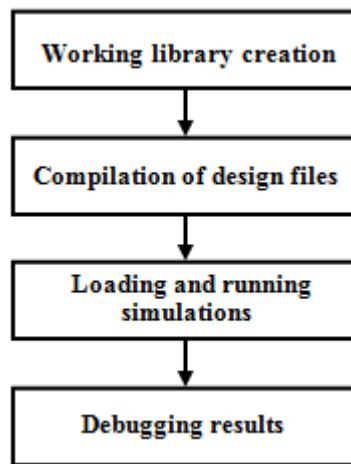 Working library creation
Compilation of design files
Loading and running
simulations
Debugging results